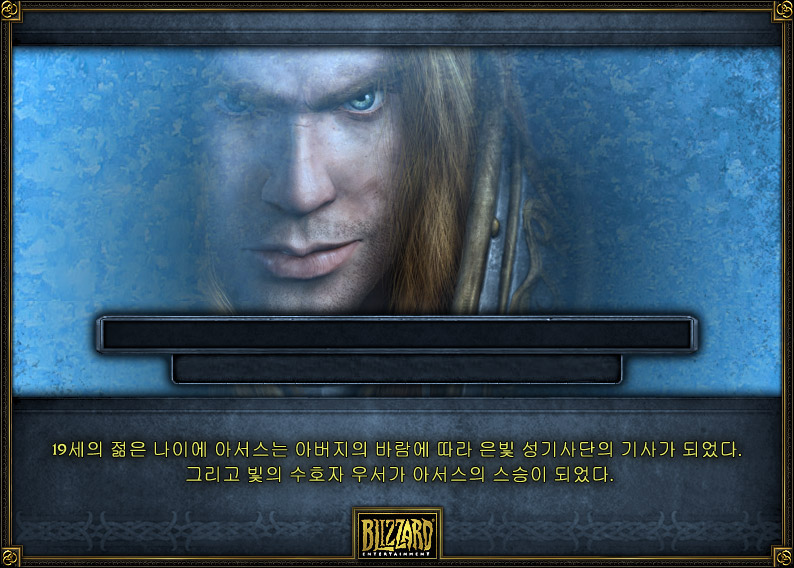 19세의 젊은 나이에 아서스는 아버지의 바람에 따라 은빛 성기사단의 기사가 되었다.
그리고 빛의 수호자 우서가 아서스의 스승이 되었다.
BLIZZARD
ENTERTAINMENT